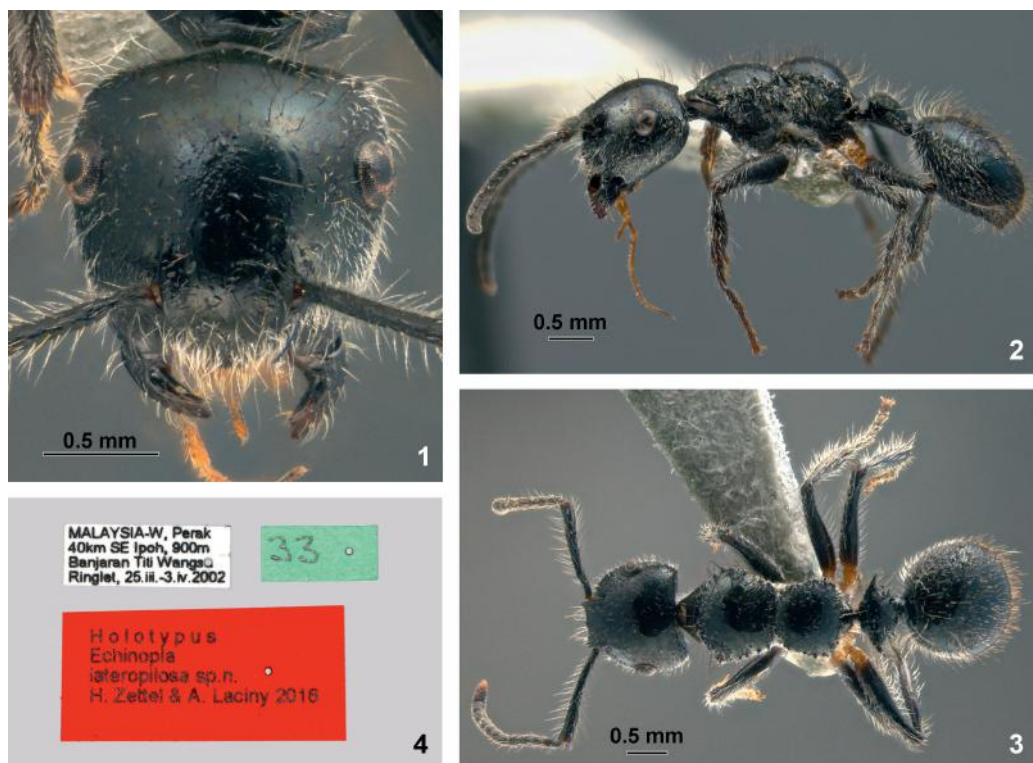 0.5 mm
1
0.5 mm
2
MALAYSIA-W, Perak
40km SE Ipoh, 900m
Banjaran Titi Wangsa
Ringlet, 25.iii.-3.iv.2002
33
Holotypus
Echinopla
lateropilosa sp.n.
H. Zettel & A. Laciny 2016
4
0.5 mm
3